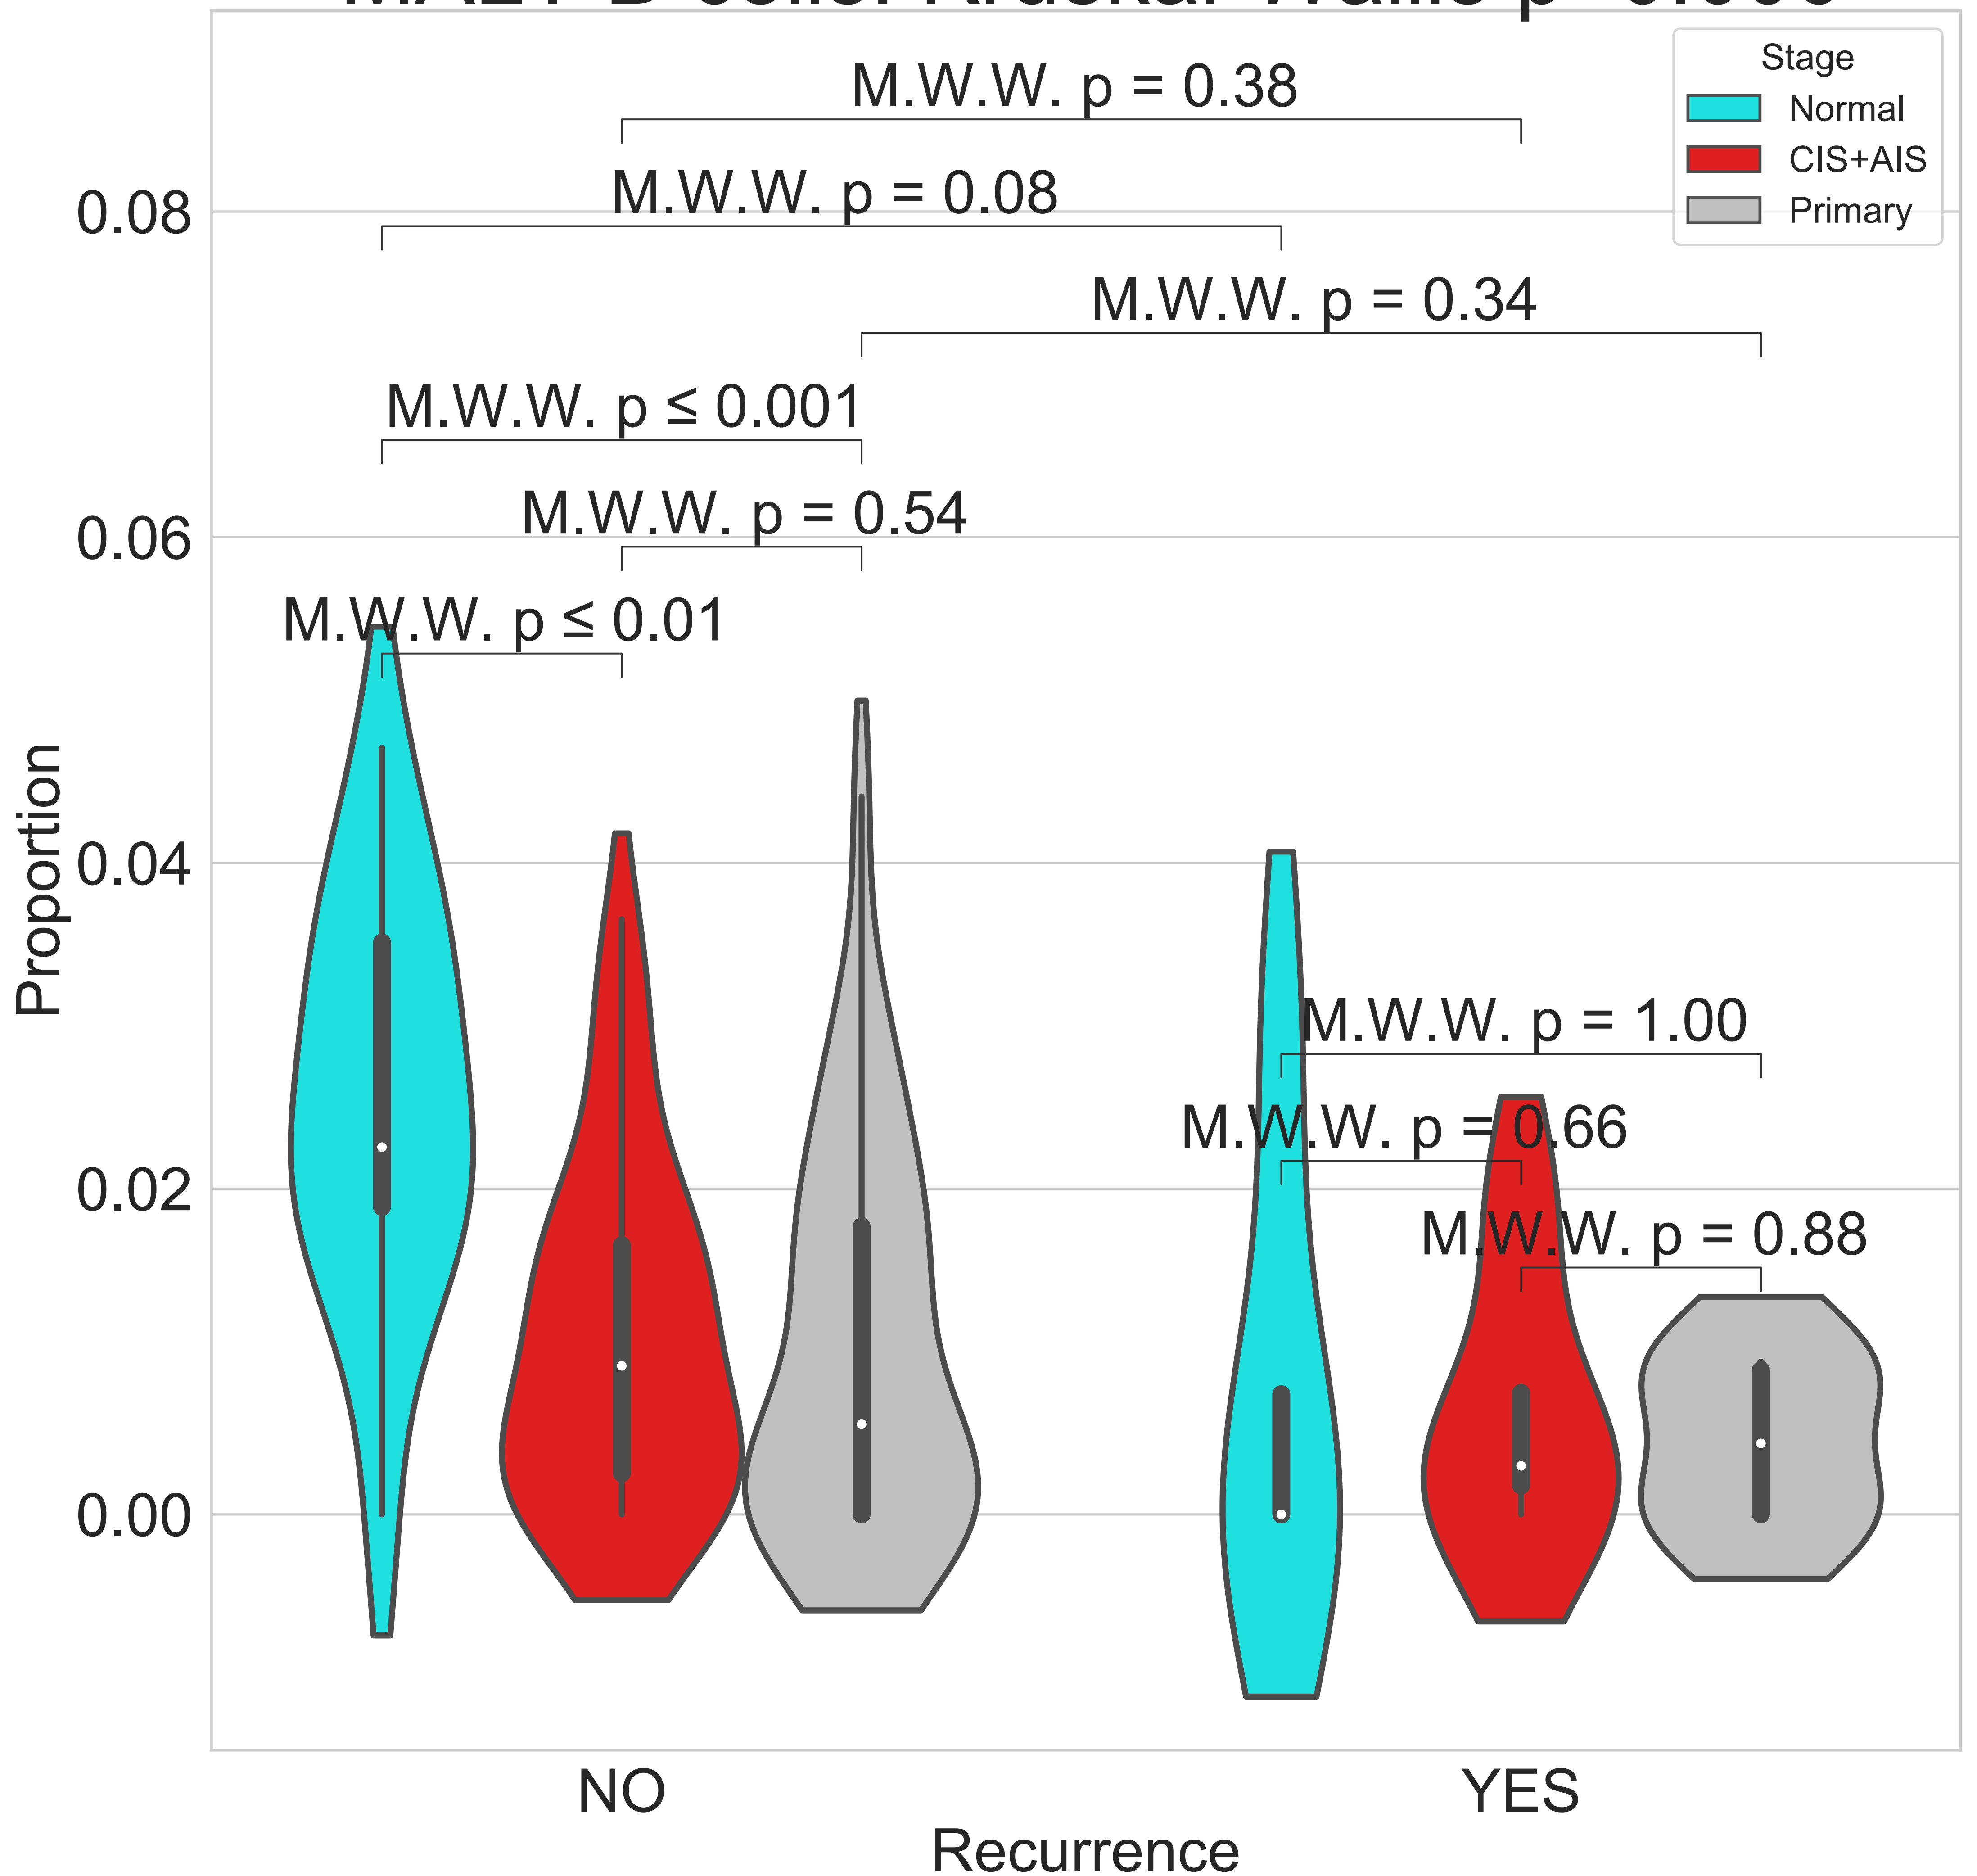 Stage
Normal
CIS+AIS
Primary
M.W.W. p = 0.38
M.W.W. p = 0.08
M.W.W. p = 0.34
M.W.W. p ≤ 0.001
M.W.W. p = 0.54
M.W.W. p ≤ 0.01
M.W.W. p = 1.00
M.W.W. p = 0.66
M.W.W. p = 0.88
0.08
0.06
0.04
0.02
0.00
Proportion
NO
YES
Recurrence